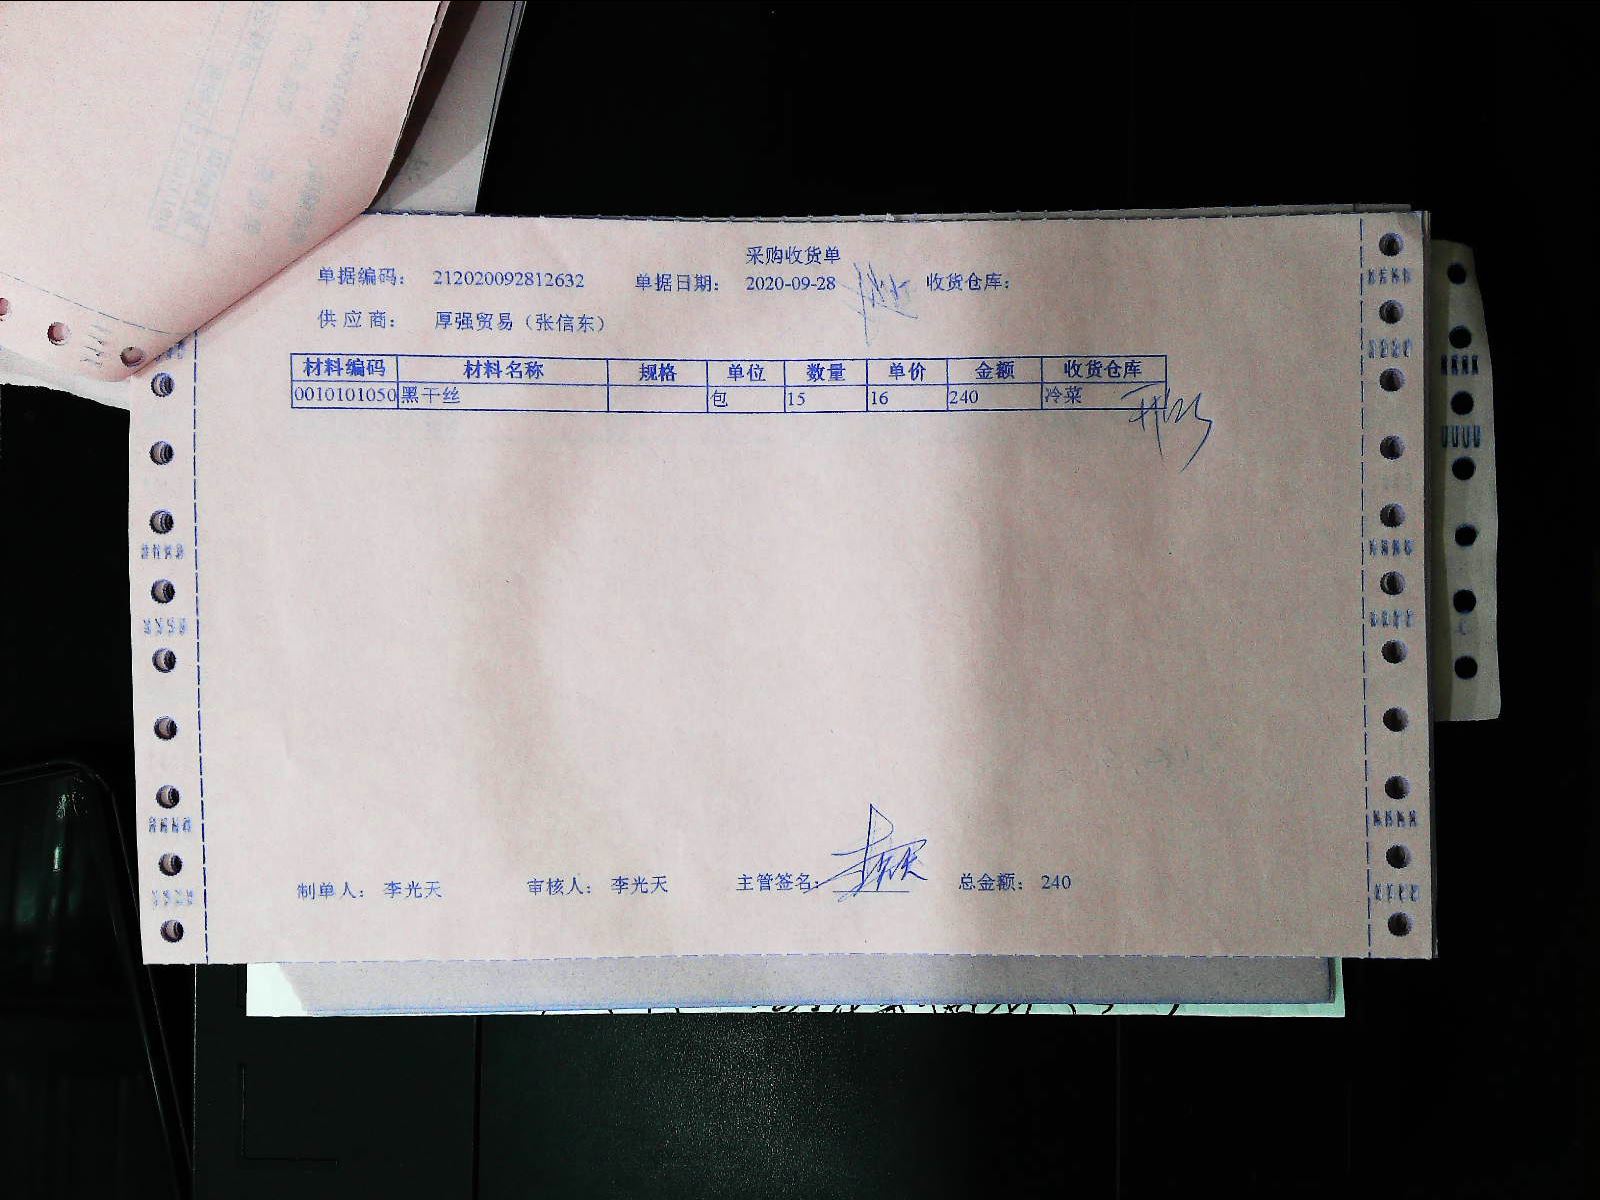 采购收货单
单据编码： 212020092812632 单据日期： 2020-09-28 收货仓库：
供应商： 厚强贸易（张信东）
材料编码 材料名称 规格 单位 数量 单价 金额 收货仓库
0010101050 黑干丝 包 15 16 240 冷菜
制单人： 李光天 审核人： 李光天 主管签名： 总金额： 240